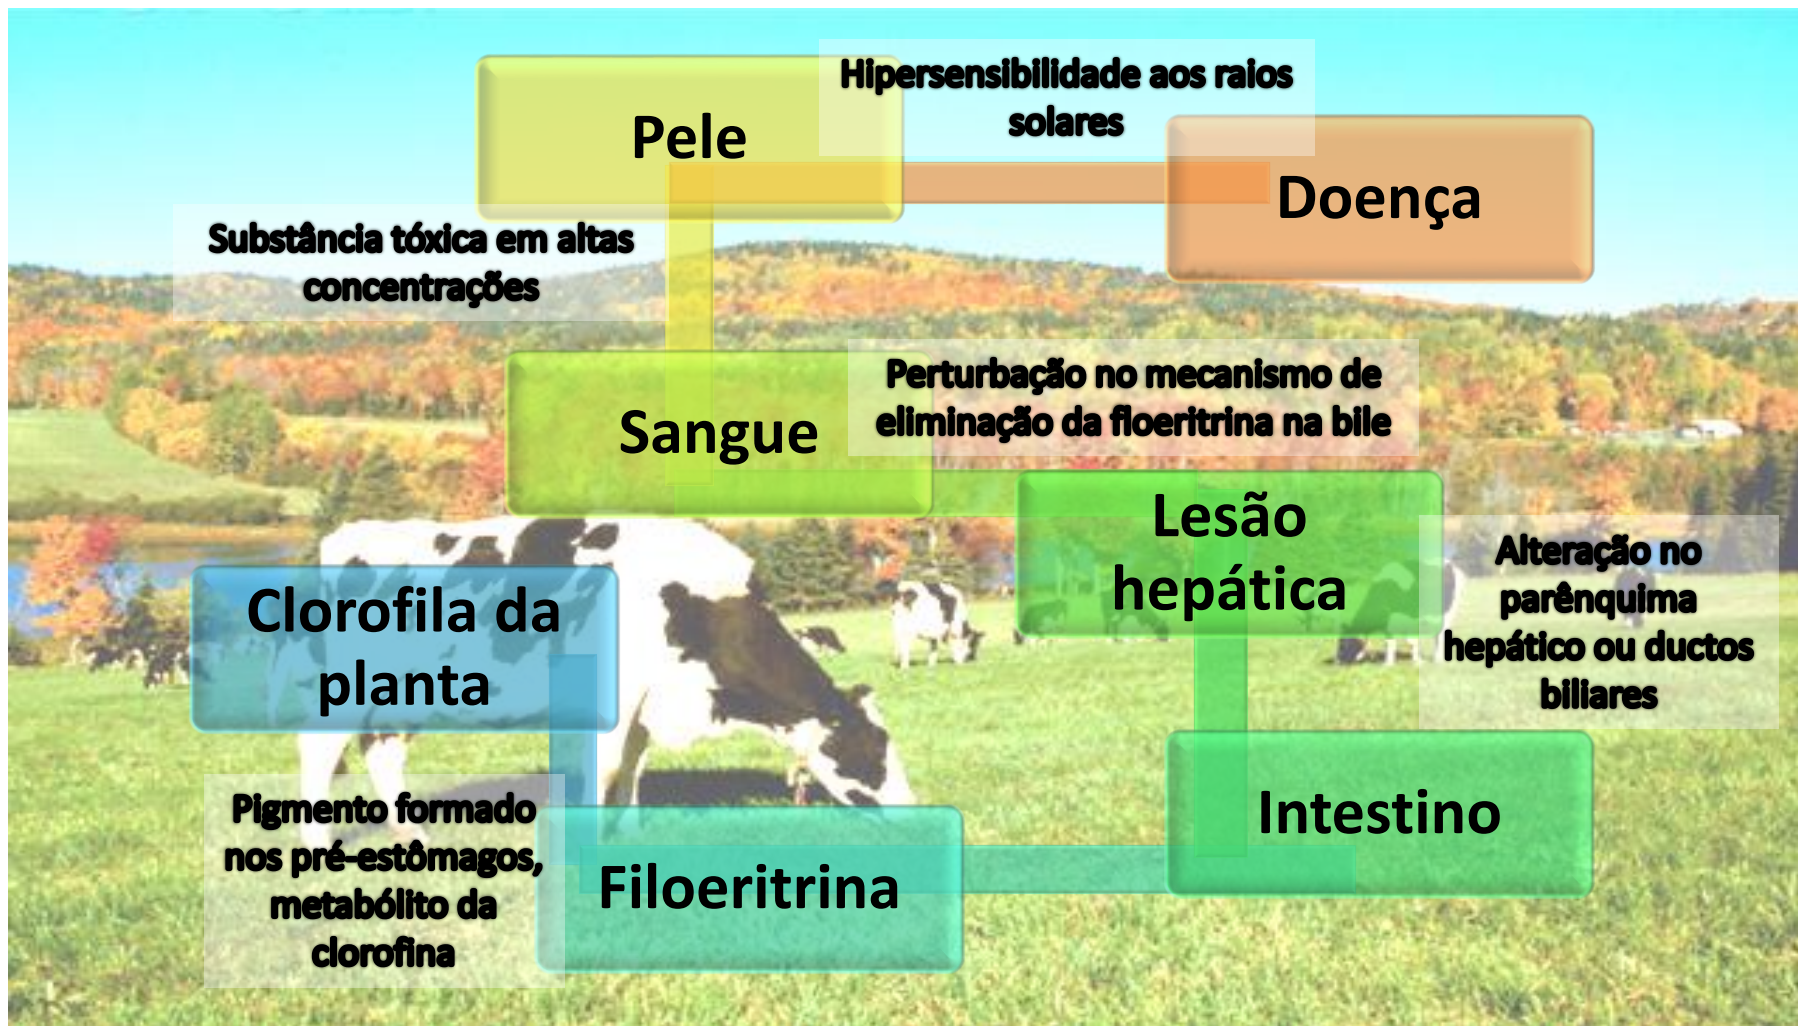 Hipersensibilidade aos raios
solares
Pele
Doença
Substância tóxica em altas
concentrações
Perturbação no mecanismo de
eliminação da floeritrina na bile
Sangue
Lesão
hepática
Alteração no
parênquima
hepático ou ductos
biliares
Clorofila da
planta
Pigmento formado
nos pré-estômagos,
metabólito da
clorofina
Filoeritrina
Intestino